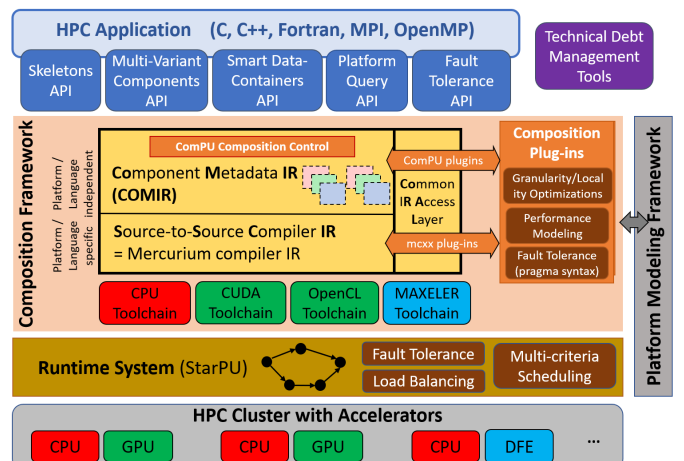 HPC Application (C, C++, Fortran, MPI, OpenMP)
Skeletons
API
Multi-Variant
Components
API
Smart Data-
Containers
API
Platform
Query
API
Fault
Tolerance
API
Technical Debt
Management
Tools
Composition Framework
Platform /
Language
independent
Platform /
Language
specific
ComPU Composition Control
Component Metadata IR
(COMIR)
Source-to-Source Compiler IR
= Mercurium compiler IR
Common
IR Access
Layer
ComPU plugins
mcxx plug-ins
Composition
Plug-ins
Granularity/Local
ity Optimizations
Performance
Modeling
Fault Tolerance
(pragma syntax)
Platform Modeling Framework
CPU
Toolchain
CUDA
Toolchain
OpenCL
Toolchain
MAXELER
Toolchain
Runtime System (StarPU)
Fault Tolerance
Load Balancing
Multi-criteria
Scheduling
HPC Cluster with Accelerators
CPU
GPU
CPU
GPU
CPU
DFE
...